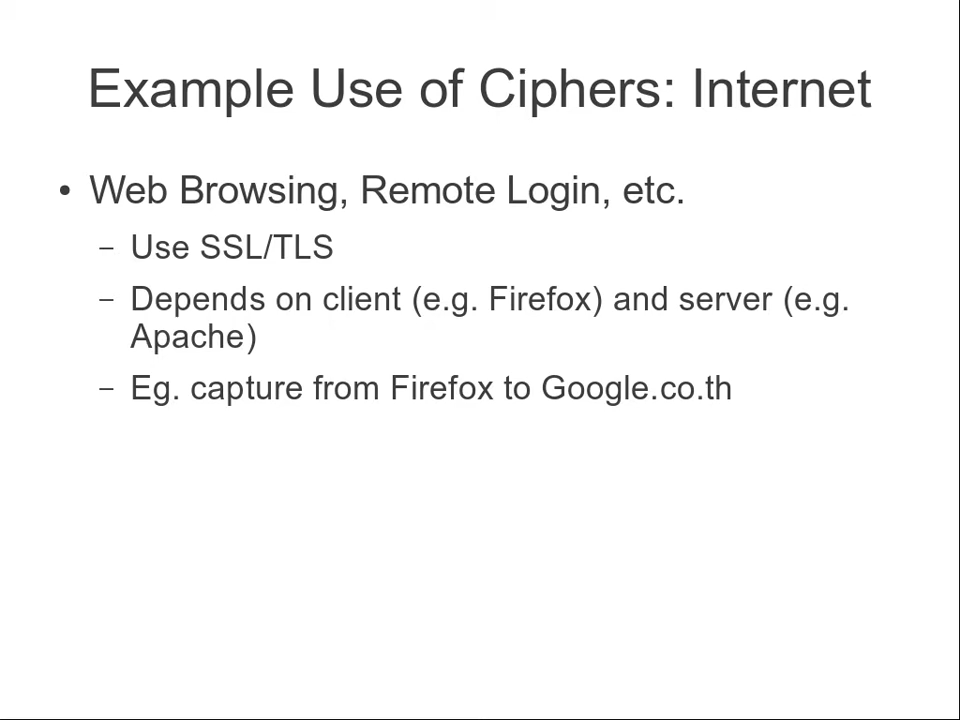 Example Use of Ciphers: Internet
• Web Browsing, Remote Login, etc.
– Use SSL/TLS
– Depends on client (e.g. Firefox) and server (e.g.
Apache)
– Eg. capture from Firefox to Google.co.th